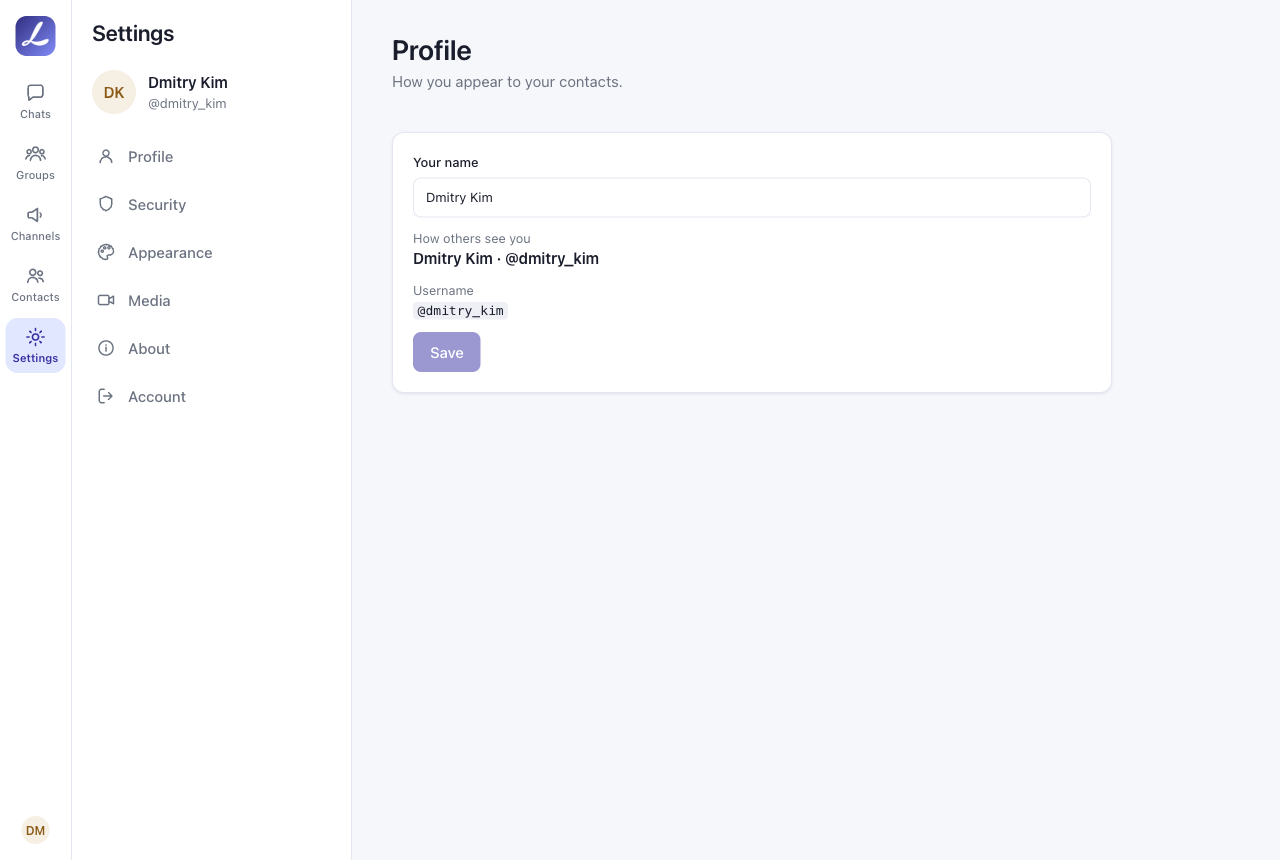 L
Chats
Groups
Channels
Contacts
Settings
DM
Settings
DK
Dmitry Kim
@dmitry_kim
Profile
Security
Appearance
Media
About
Account
Profile
How you appear to your contacts.
Your name
Dmitry Kim
How others see you
Dmitry Kim · @dmitry_kim
Username
@dmitry_kim
Save